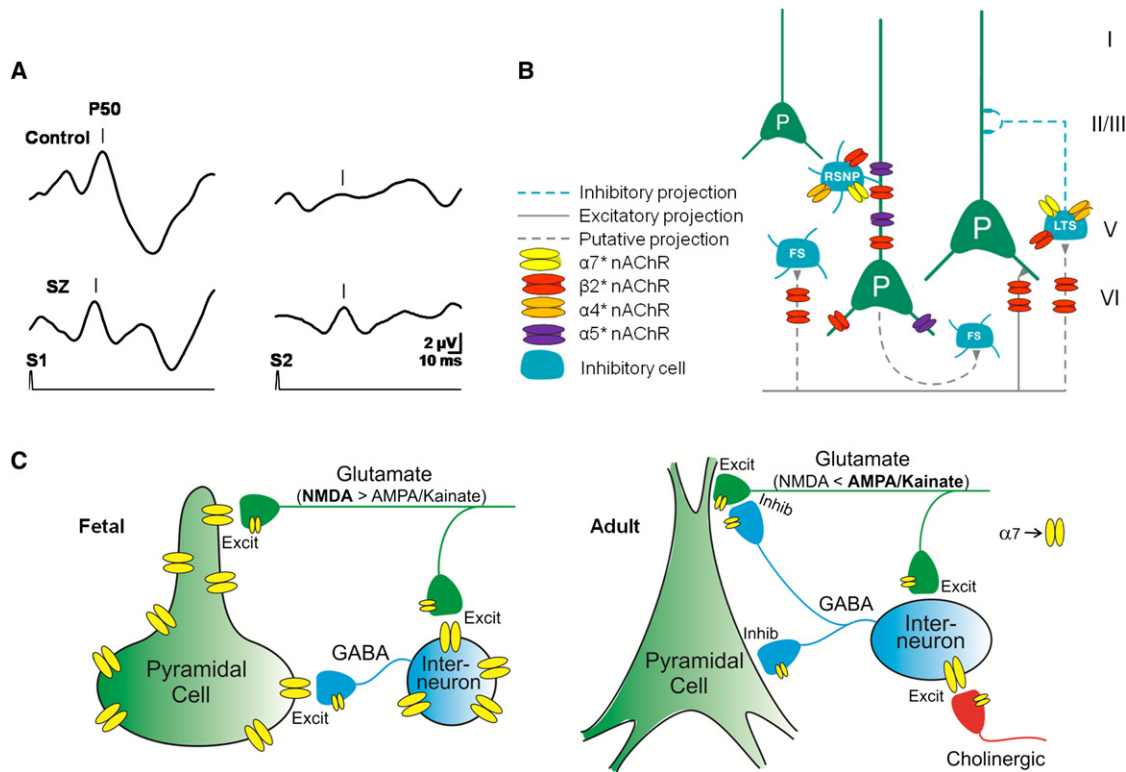 A
P50
Control
SZ
S1
S2
2 µV
10 ms
B
I
II/III
V
VI
P
RSNP
P
P
LTS
FS
FS
Inhibitory projection
Excitatory projection
Putative projection
α7* nAChR
β2* nAChR
α4* nAChR
α5* nAChR
Inhibitory cell
C
Fetal
Glutamate
(NMDA > AMPA/Kainate)
Excit
Excit
GABA
Inter-
neuron
Pyramidal
Cell
Excit
Adult
Excit
Glutamate
(NMDA < AMPA/Kainate)
Inhib
α7→
Excit
GABA
Inter-
neuron
Inhib
Pyramidal
Cell
Excit
Cholinergic